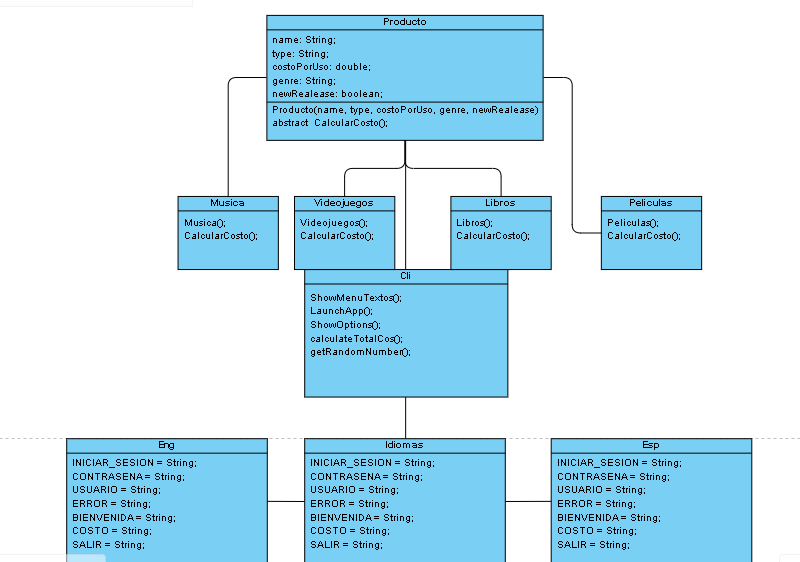 Producto
name: String;
type: String;
costoPorUso: double;
genre: String;
newRealease: boolean;
Producto(name, type, costoPorUso, genre, newRealease)
abstract CalcularCosto();
Musica
Musica();
CalcularCosto();
Videojuegos
Videojuegos();
CalcularCosto();
Libros
Libros();
CalcularCosto();
Peliculas
Peliculas();
CalcularCosto();
Cli
ShowMenuTextos();
LaunchApp();
ShowOptions();
calculateTotalCos();
getRandomNumber();
Eng
INICIAR_SESION = String;
CONTRASENA = String;
USUARIO = String;
ERROR = String;
BIENVENIDA = String;
COSTO = String;
SALIR = String;
Idiomas
INICIAR_SESION = String;
CONTRASENA = String;
USUARIO = String;
ERROR = String;
BIENVENIDA = String;
COSTO = String;
SALIR = String;
Esp
INICIAR_SESION = String;
CONTRASENA = String;
USUARIO = String;
ERROR = String;
BIENVENIDA = String;
COSTO = String;
SALIR = String;